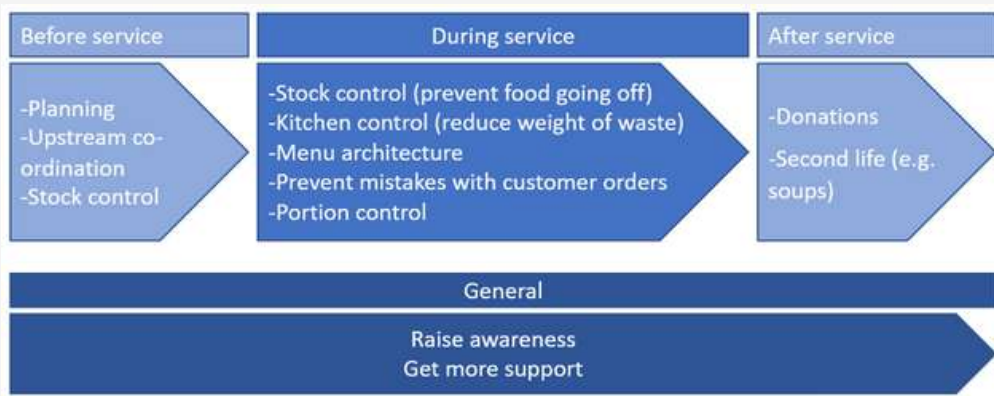 Before service
-Planning
-Upstream co-
ordination
-Stock control
During service
-Stock control (prevent food going off)
-Kitchen control (reduce weight of waste)
-Menu architecture
-Prevent mistakes with customer orders
-Portion control
After service
-Donations
-Second life (e.g.
soups)
General
Raise awareness
Get more support